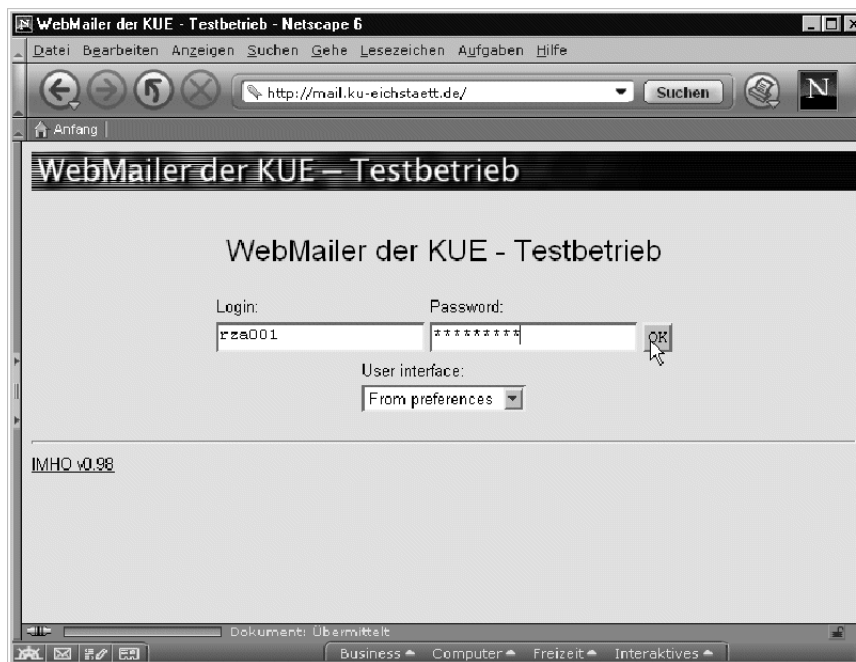 WebMailer der KUE - Testbetrieb - Netscape 6
Datei Bearbeiten Anzeigen Suchen Gehe Lesezeichen Aufgaben Hilfe
http://mail.ku-eichstaett.de/ Suchen N
Anfang
WebMailer der KUE – Testbetrieb
WebMailer der KUE - Testbetrieb
Login: Password:
rza001 ********* OK
User interface:
From preferences
IMHO v0.98
Dokument: Übermittelt
Business Computer Freizeit Interaktives